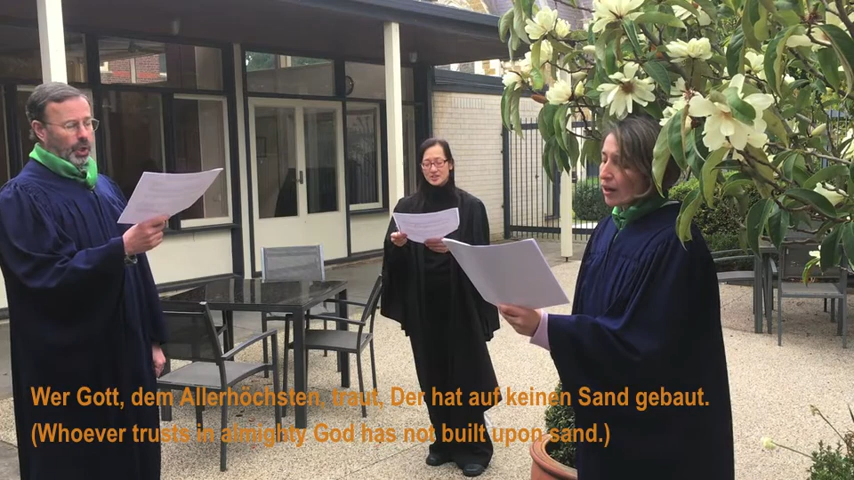 Wer Gott, dem Allerhöchsten, traut, Der hat auf keinen Sand gebaut.
(Whoever trusts in almighty God has not built upon sand.)